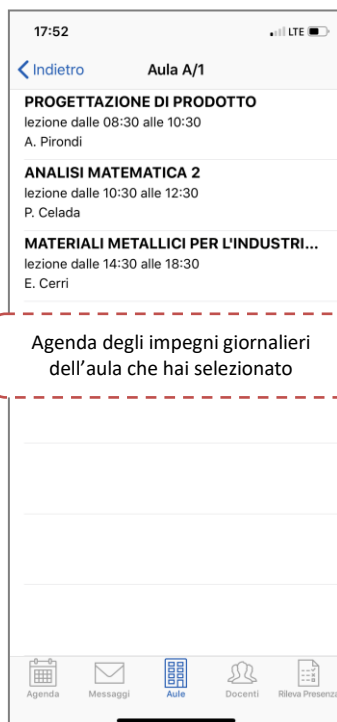 17:52
LTE
Indietro
Aula A/1
PROGETTAZIONE DI PRODOTTO
lezione dalle 08:30 alle 10:30
A. Pirondi
ANALISI MATEMATICA 2
lezione dalle 10:30 alle 12:30
P. Celada
MATERIALI METALLICI PER L'INDUSTRI...
lezione dalle 14:30 alle 18:30
E. Cerri
Agenda degli impegni giornalieri
dell'aula che hai selezionato
Agenda
Messaggi
Aule
Docenti
Rileva Presenza